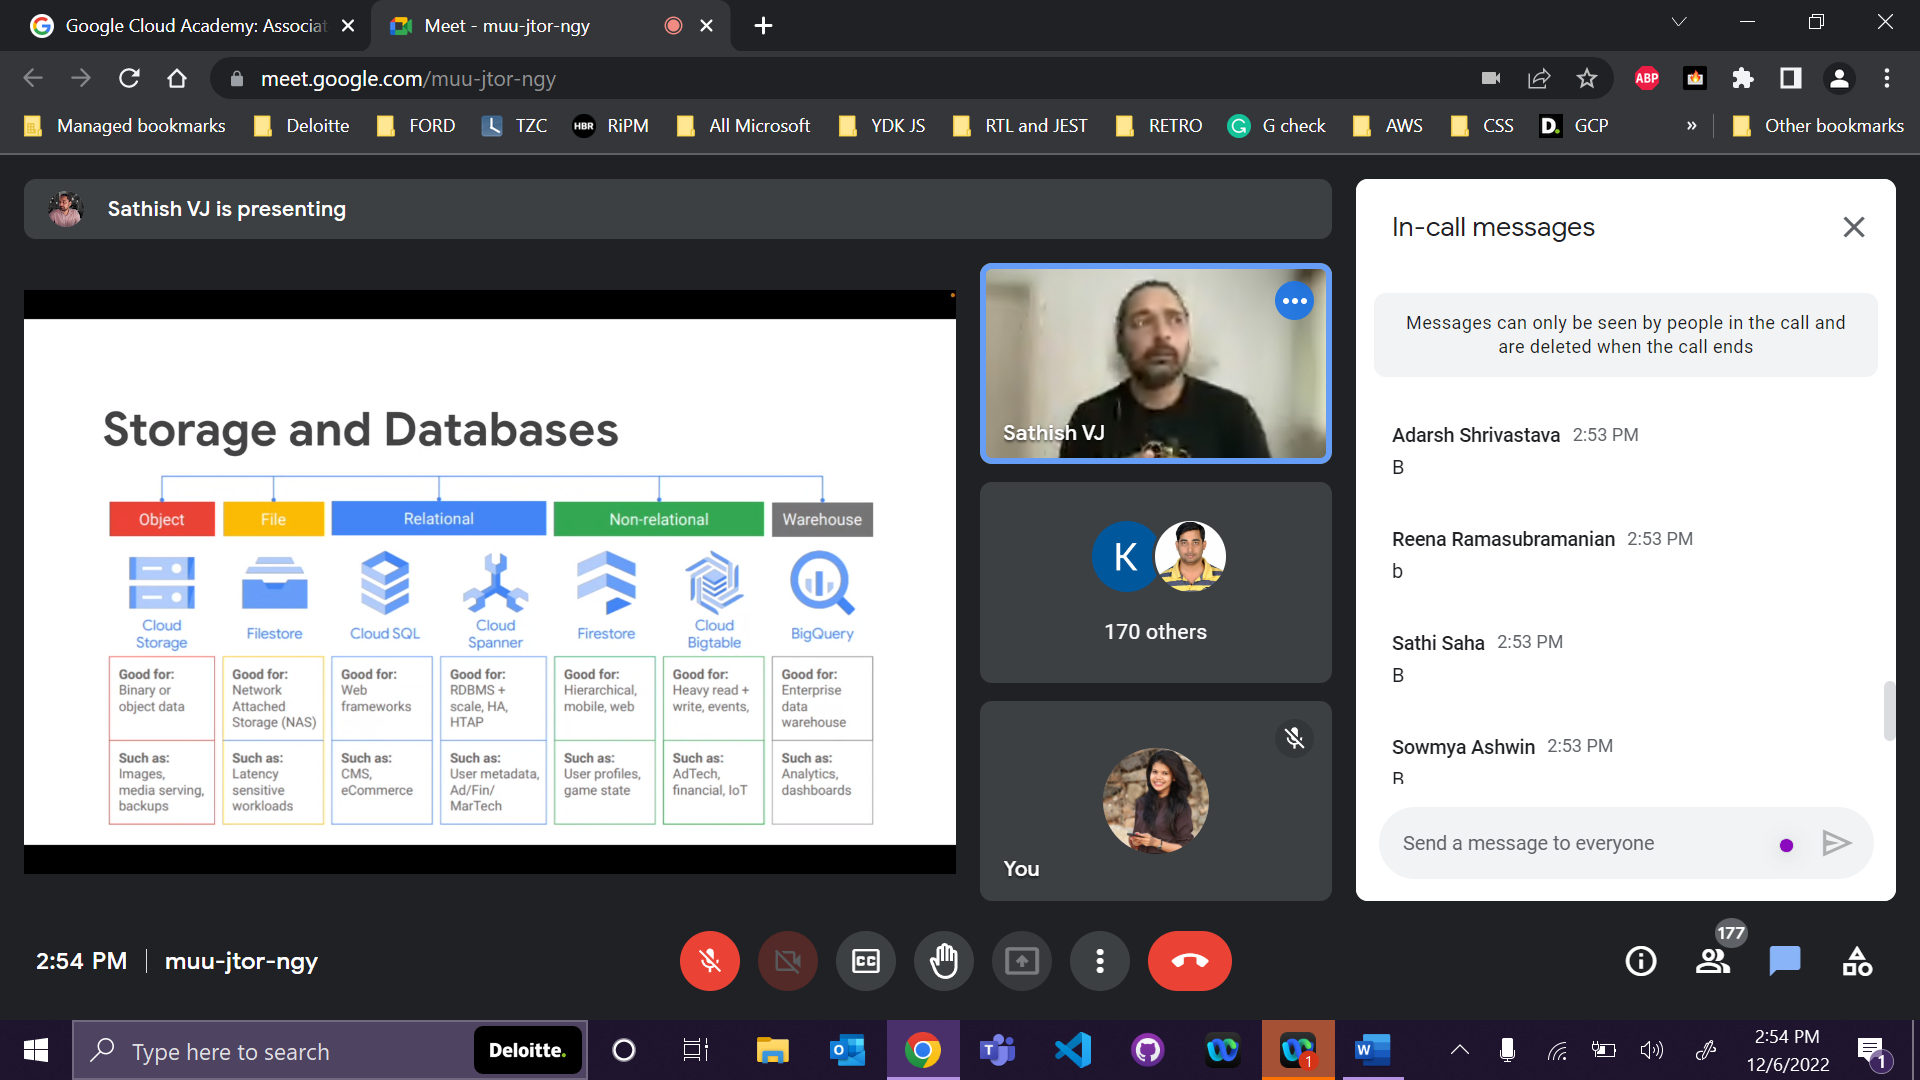 Google Cloud Academy: Associat
Meet - muu-jtor-ngy
meet.google.com/muu-jtor-ngy
ABP
Managed bookmarks
Deloitte
FORD
TZC
HBR RiPM
All Microsoft
YDK JS
RTL and JEST
RETRO
G check
AWS
CSS
D. GCP
»
Other bookmarks
Sathish VJ is presenting
Storage and Databases
Object
File
Relational
Non-relational
Warehouse
Cloud
Storage
Filestore
Cloud SQL
Cloud
Spanner
Firestore
Cloud
Bigtable
BigQuery
Good for:
Binary or
object data
Good for:
Network
Attached
Storage (NAS)
Good for:
Web
frameworks
Good for:
RDBMS +
scale, HA,
HTAP
Good for:
Hierarchical,
mobile, web
Good for:
Heavy read +
write, events,
Good for:
Enterprise
data
warehouse
Such as:
Images,
media serving,
backups
Such as:
Latency
sensitive
workloads
Such as:
CMS,
eCommerce
Such as:
User metadata,
Ad/Fin/
MarTech
Such as:
User profiles,
game state
Such as:
AdTech,
financial, IoT
Such as:
Analytics,
dashboards
Sathish VJ
K
170 others
You
In-call messages
Messages can only be seen by people in the call and
are deleted when the call ends
Adarsh Shrivastava 2:53 PM
B
Reena Ramasubramanian 2:53 PM
b
Sathi Saha 2:53 PM
B
Sowmya Ashwin 2:53 PM
B
Send a message to everyone
2:54 PM
muu-jtor-ngy
CC
177
Type here to search
Deloitte.
1
2:54 PM
12/6/2022
1